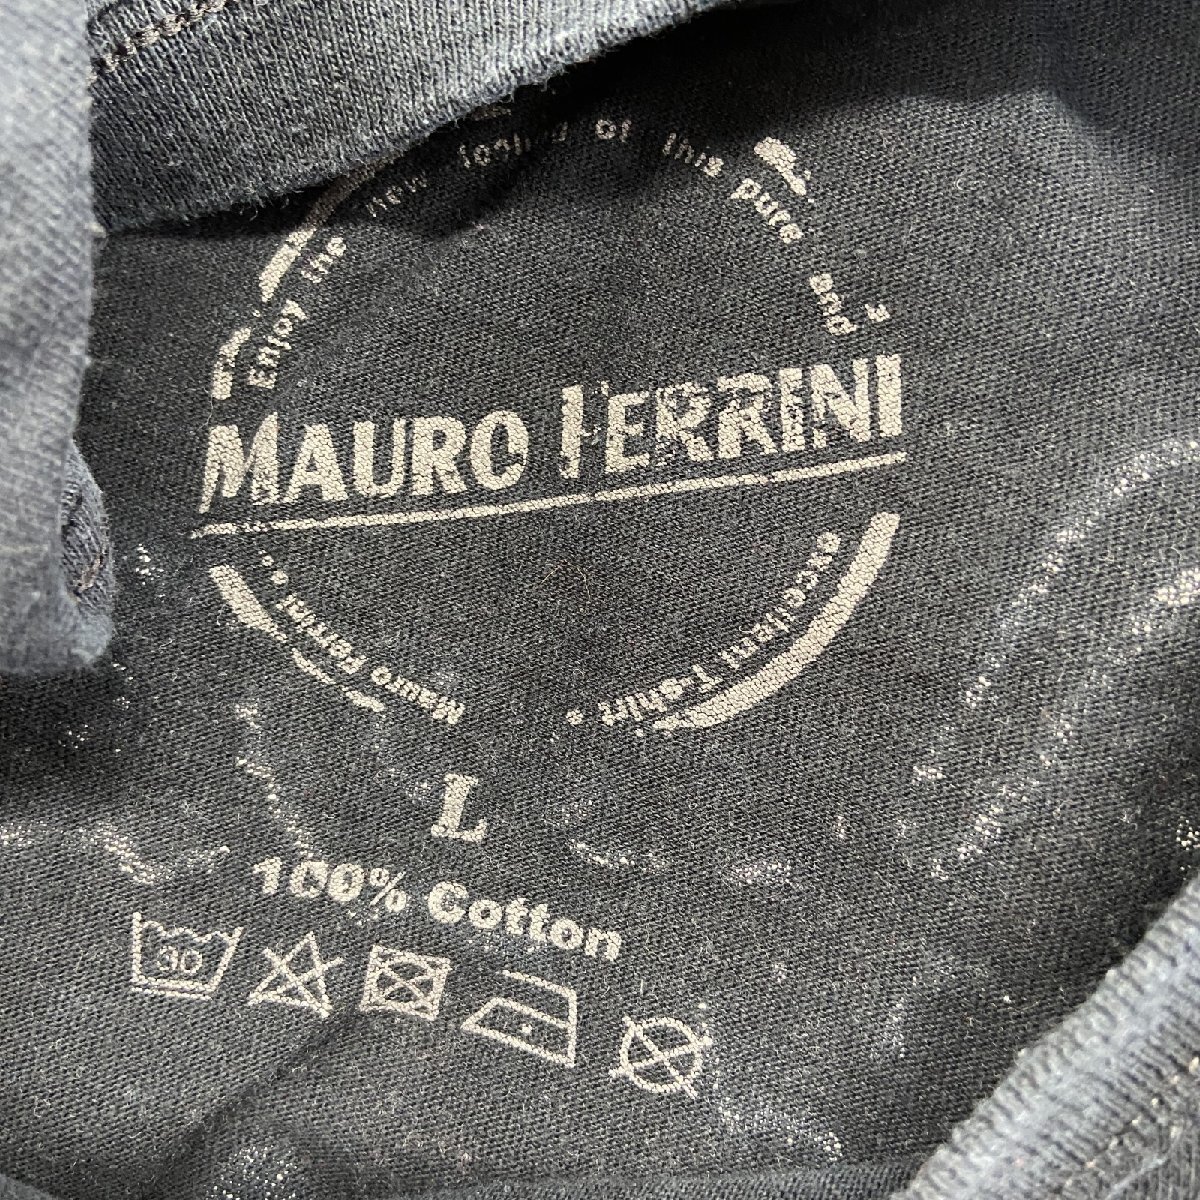 Enjoy the new feeling of this pure and
MAURO FERRINI
excellent T-shirt
Mauro Ferrini
L
100% Cotton
30